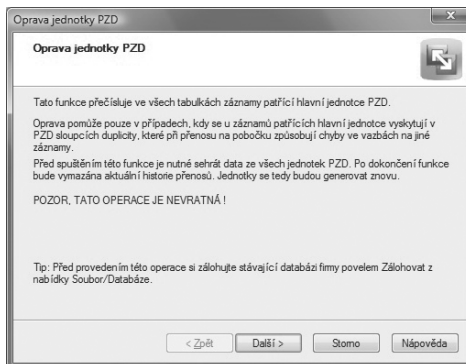 Oprava jednotky PZD
Oprava jednotky PZD
Tato funkce přečísluje ve všech tabulkách záznamy patřící hlavní jednotce PZD.
Oprava pomůže pouze v případech, kdy se u záznamů patřících hlavní jednotce vyskytují v
PZD sloupcích duplicity, které při přenosu na pobočku způsobují chyby ve vazbách na jiné
záznamy.
Před spuštěním této funkce je nutné sehrát data ze všech jednotek PZD. Po dokončení funkce
bude vymazána aktuální historie přenosů. Jednotky se tedy budou generovat znovu.
POZOR, TATO OPERACE JE NEVRATNÁ !
Tip: Před provedením této operace si zálohujte stávající databázi firmy povelem Zálohovat z
nabídky Soubor/Databáze.
< Zpět Další > Storno Nápověda